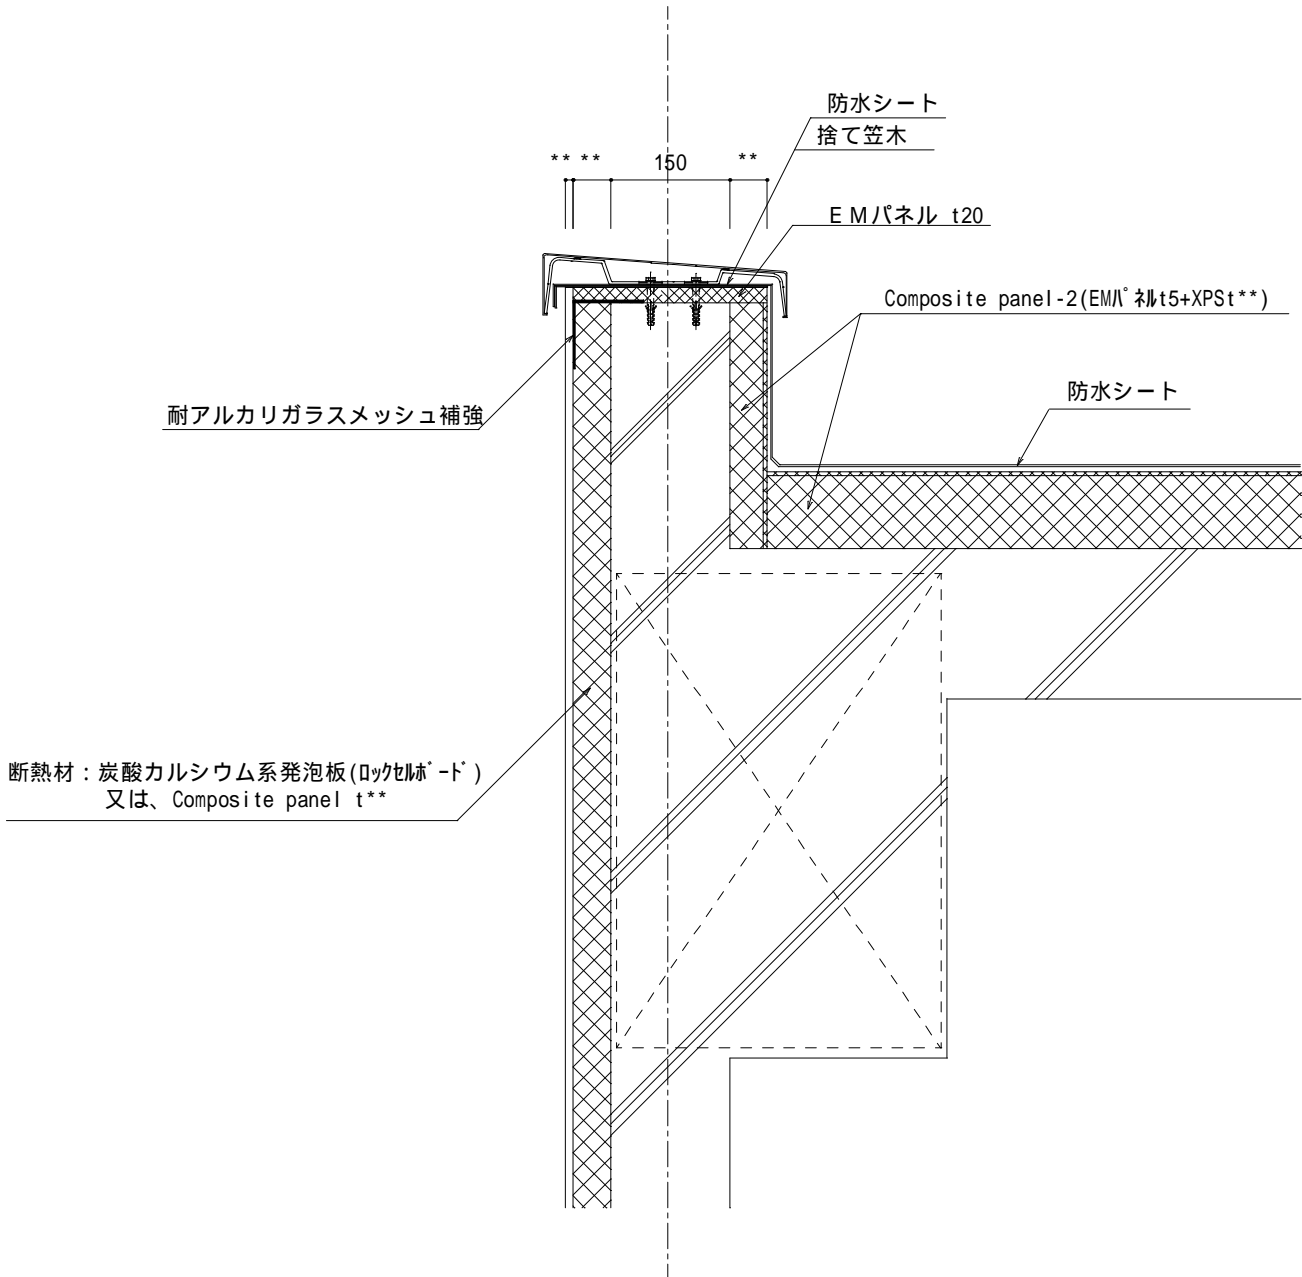 防水シート
捨て笠木
** ** 150 **
ＥＭパネル t20
Composite panel-2(EMﾊﾟﾈﾙt5+XPSt**)
防水シート
耐アルカリガラスメッシュ補強
断熱材：炭酸カルシウム系発泡板(ﾛｯｸｾﾙﾎﾞｰﾄﾞ)
又は、Composite panel t**